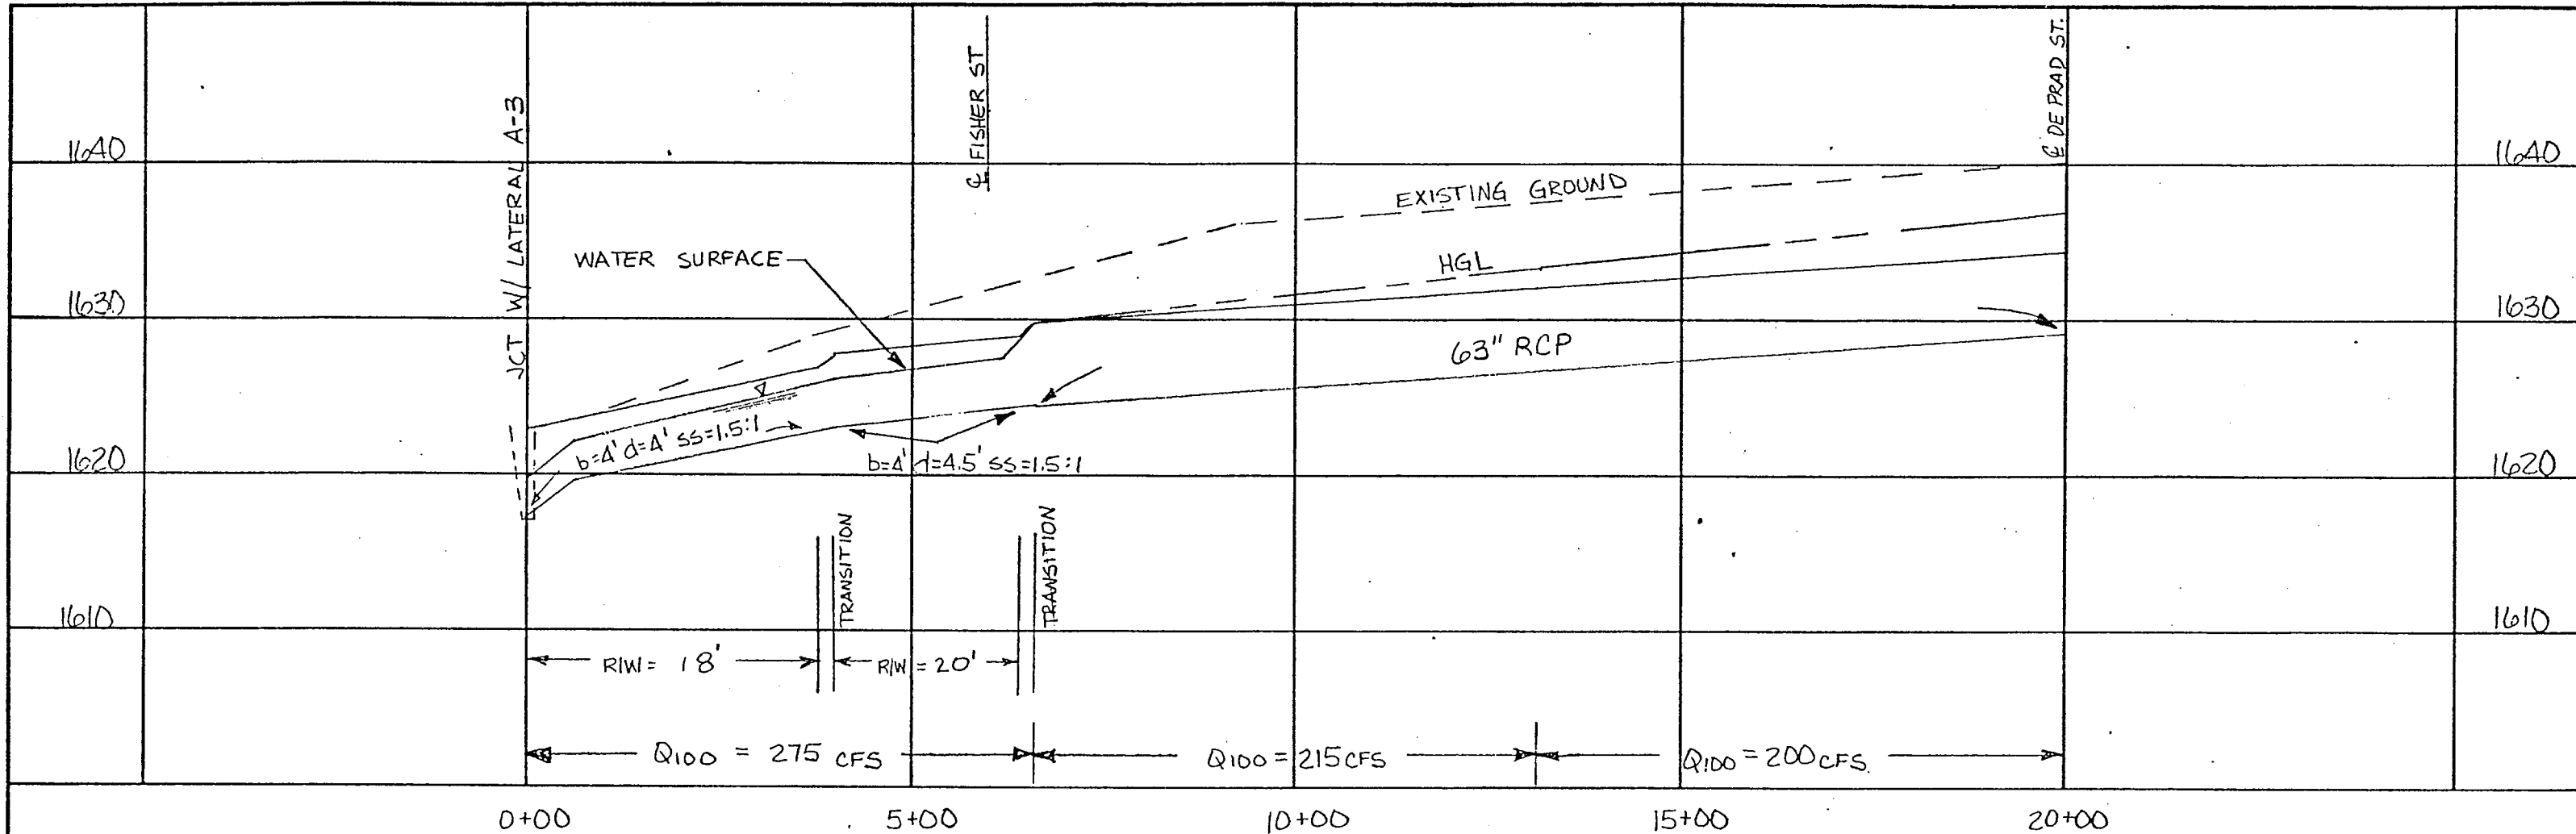 JCT W/ LATERAL A-3
℄ FISHER ST
℄ DE PRAD ST.
1640
1640
EXISTING GROUND
WATER SURFACE
HGL
1630
1630
63" RCP
b=4' d=4' ss=1.5:1
1620
b=4' d=4.5' ss=1.5:1
1620
TRANSITION
TRANSITION
1610
1610
R/W = 18'
R/W = 20'
Q100 = 275 CFS
Q100 = 215 CFS
Q100 = 200 CFS.
0+00
5+00
10+00
15+00
20+00